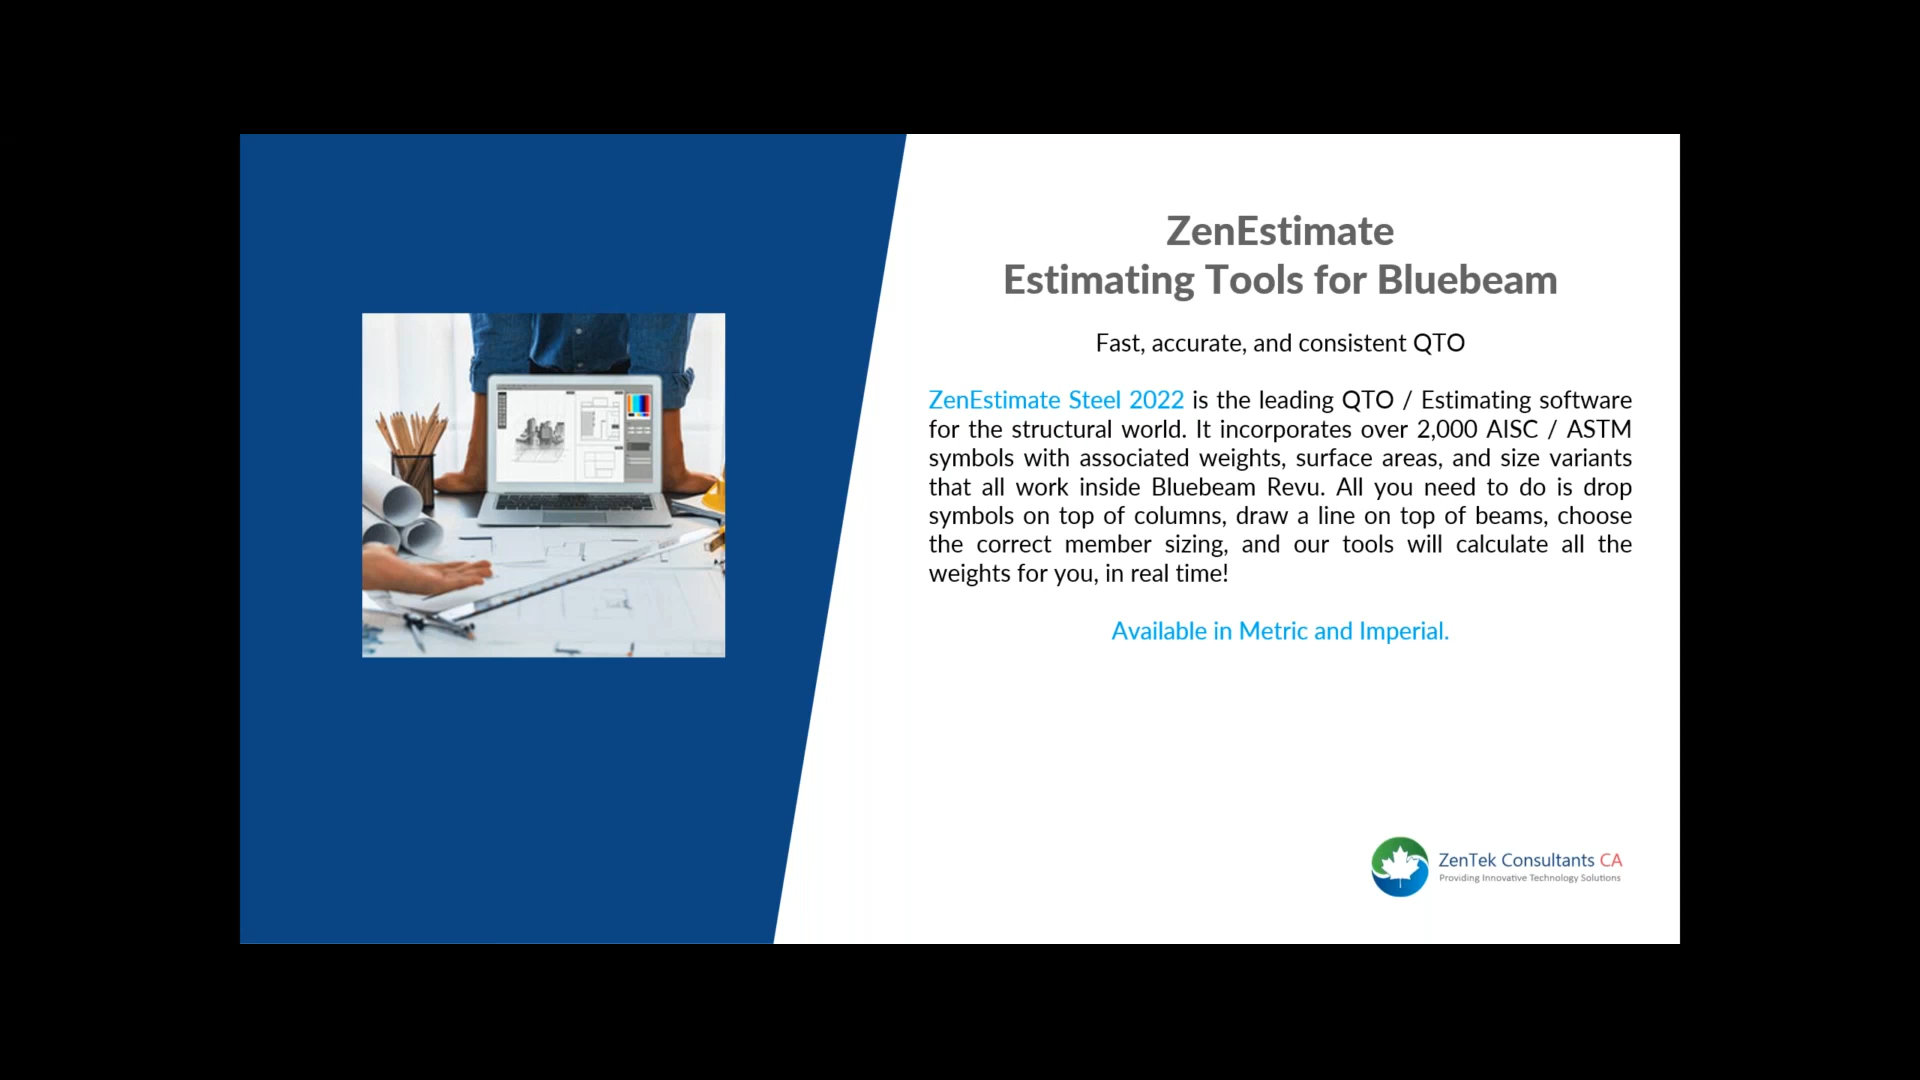 ZenEstimate
Estimating Tools for Bluebeam
Fast, accurate, and consistent QTO
ZenEstimate Steel 2022 is the leading QTO / Estimating software
for the structural world. It incorporates over 2,000 AISC / ASTM
symbols with associated weights, surface areas, and size variants
that all work inside Bluebeam Revu. All you need to do is drop
symbols on top of columns, draw a line on top of beams, choose
the correct member sizing, and our tools will calculate all the
weights for you, in real time!
Available in Metric and Imperial.
ZenTek Consultants CA
Providing Innovative Technology Solutions